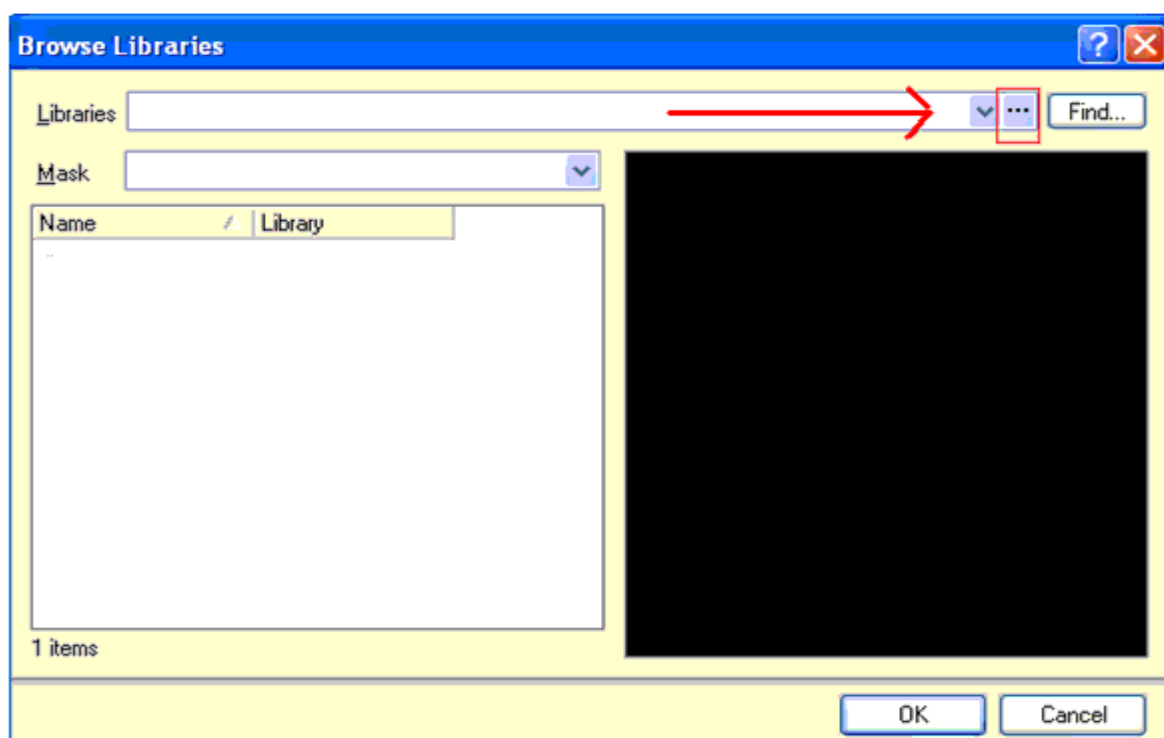 Browse Libraries
Libraries ... Find...
Mask
Name Library
..
1 items
OK Cancel